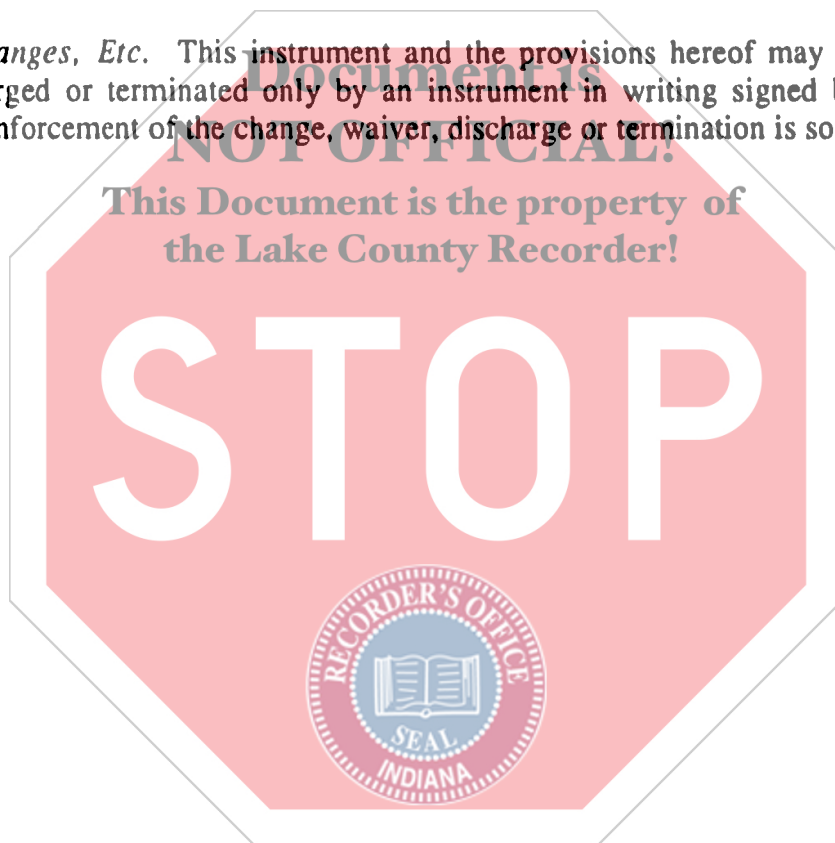 anges, Etc. This instrument and the provisions hereof may
Document is
rged or terminated only by an instrument in writing signed
nforcement of the change, waiver, discharge or termination is so
NOT OFFICIAL!
This Document is the property of
the Lake County Recorder!
STOP
RECORDER'S OFFICE
SEAL
INDIANA